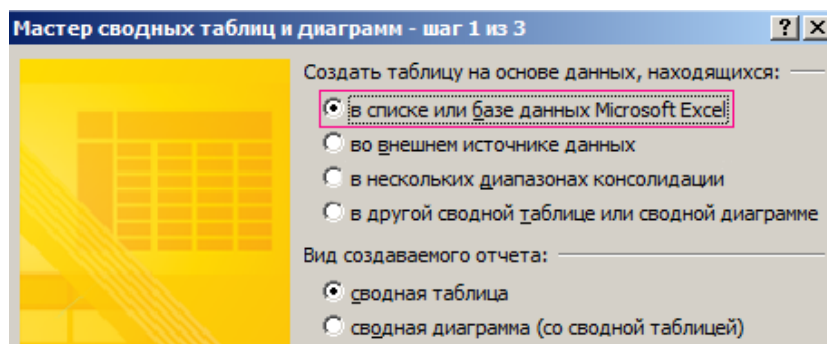 Мастер сводных таблиц и диаграмм - шаг 1 из 3
Создать таблицу на основе данных, находящихся:
в списке или базе данных Microsoft Excel
во внешнем источнике данных
в нескольких диапазонах консолидации
в другой сводной таблице или сводной диаграмме
Вид создаваемого отчета:
сводная таблица
сводная диаграмма (со сводной таблицей)